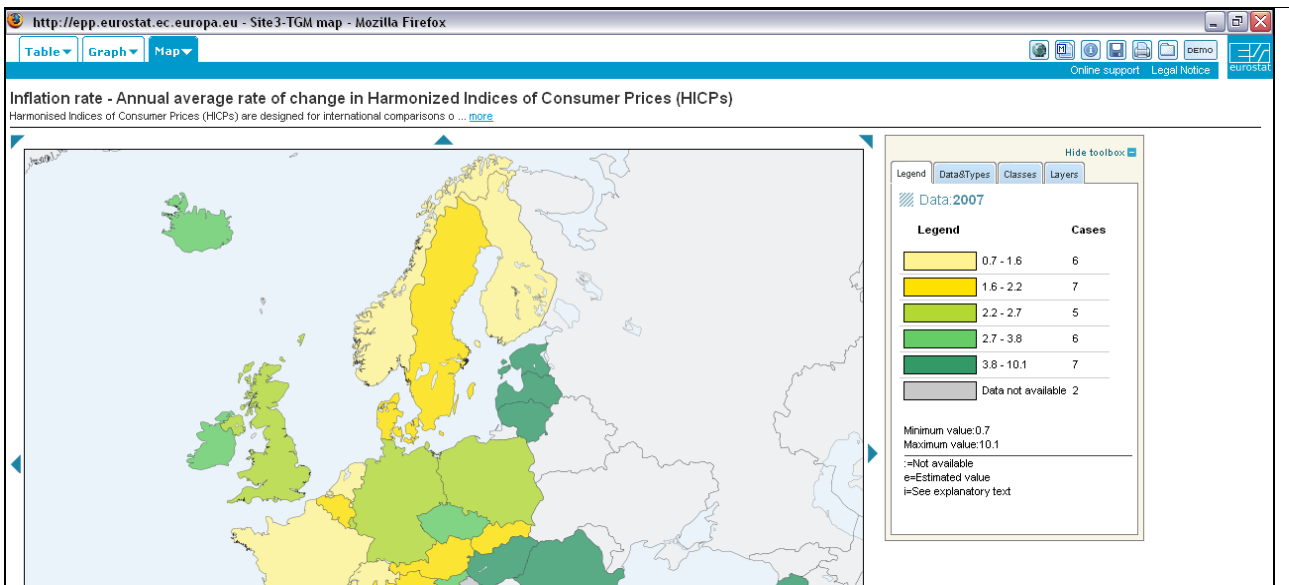 http://epp.eurostat.ec.europa.eu - Site3-TGM map - Mozilla Firefox
Table Graph Map
DEMO
Online support Legal Notice
eurostat
Inflation rate - Annual average rate of change in Harmonized Indices of Consumer Prices (HICPs)
Harmonised Indices of Consumer Prices (HICPs) are designed for international comparisons o ... more
Hide toolbox
Legend Data&Types Classes Layers
Data:2007
Legend Cases
0.7 - 1.6 6
1.6 - 2.2 7
2.2 - 2.7 5
2.7 - 3.8 6
3.8 - 10.1 7
Data not available 2
Minimum value:0.7
Maximum value:10.1
:=Not available
e=Estimated value
i=See explanatory text